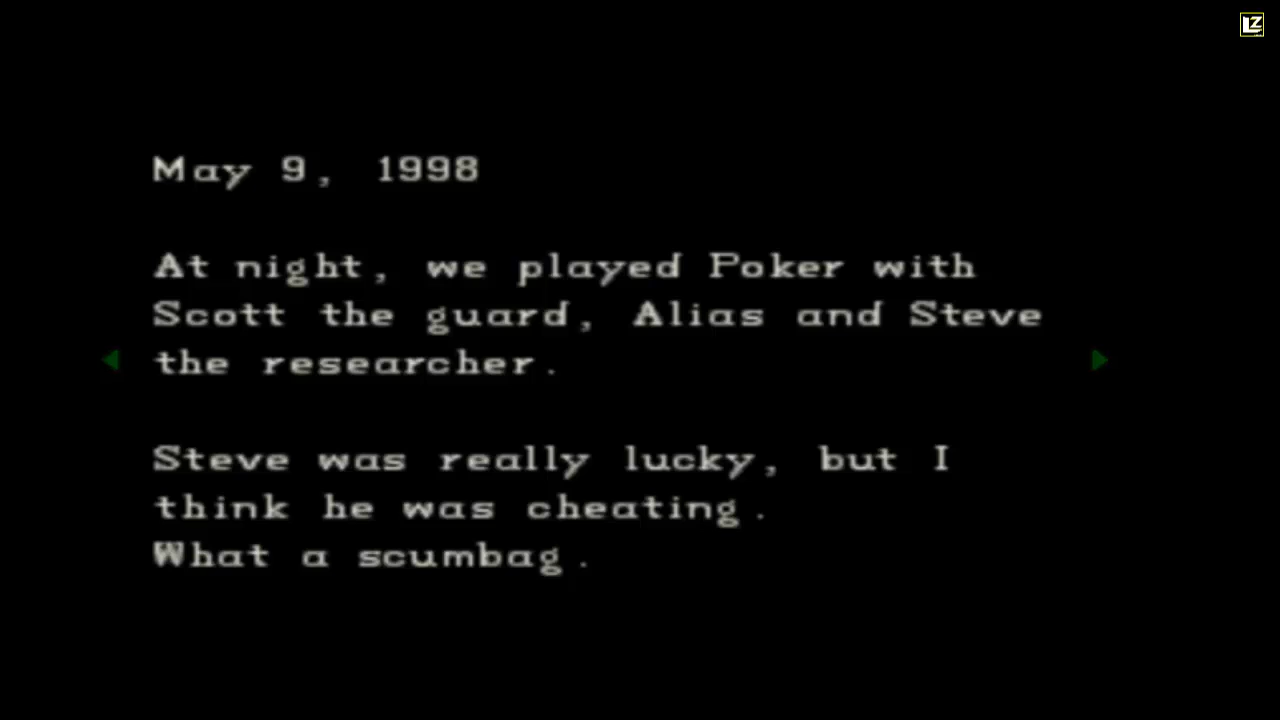 LZ
May 9, 1998
At night, we played Poker with
Scott the guard, Alias and Steve
the researcher.
Steve was really lucky, but I
think he was cheating.
What a scumbag.